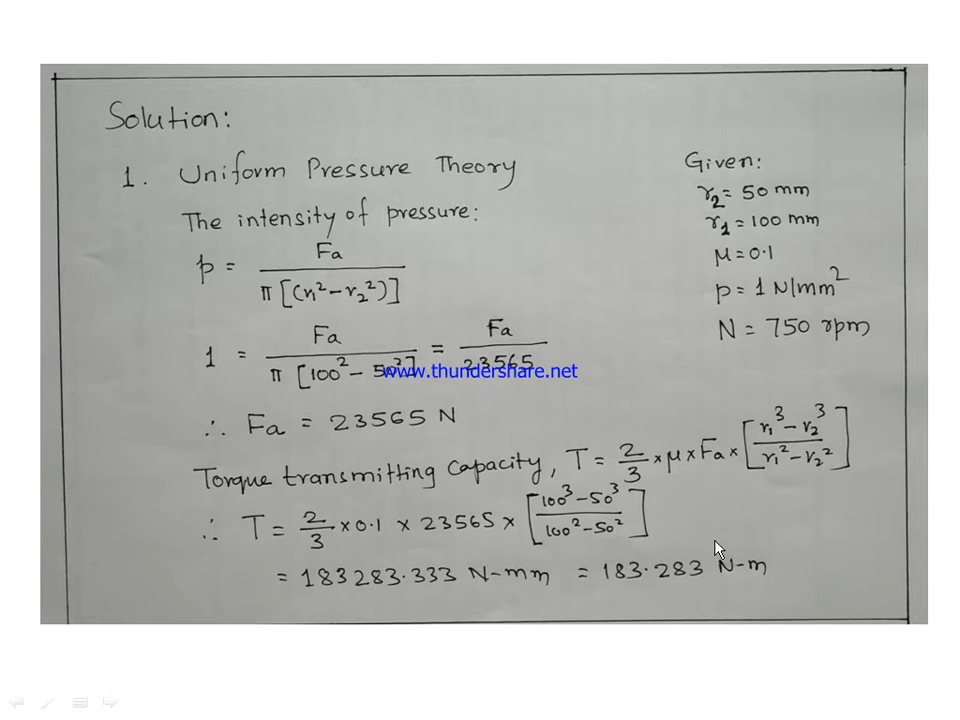 Solution:
1. Uniform Pressure Theory
The intensity of pressure:
p = Fa / π [(r₁² – r₂²)]
1 = Fa / π [100² – 50²] = Fa / 23565
www.thundershare.net
∴ Fa = 23565 N
Torque transmitting capacity, T = 2/3 × μ × Fa × [r₁³ – r₂³ / r₁² – r₂²]
∴ T = 2/3 × 0.1 × 23565 × [100³ – 50³ / 100² – 50²]
= 183283.333 N-mm = 183.283 N-m
Given:
r₂ = 50 mm
r₁ = 100 mm
μ = 0.1
p = 1 N/mm²
N = 750 rpm